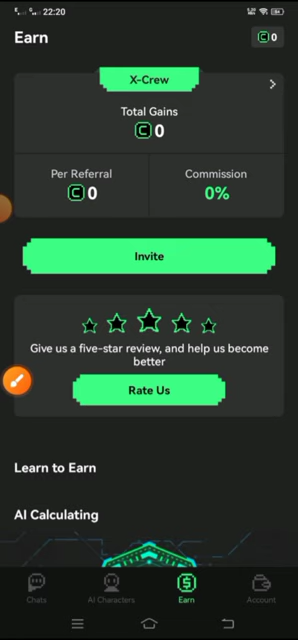 22:20
Earn
C 0
X-Crew
Total Gains
C 0
Per Referral
C 0
Commission
0%
Invite
Give us a five-star review, and help us become
better
Rate Us
Learn to Earn
AI Calculating
Chats
AI Characters
Earn
Account